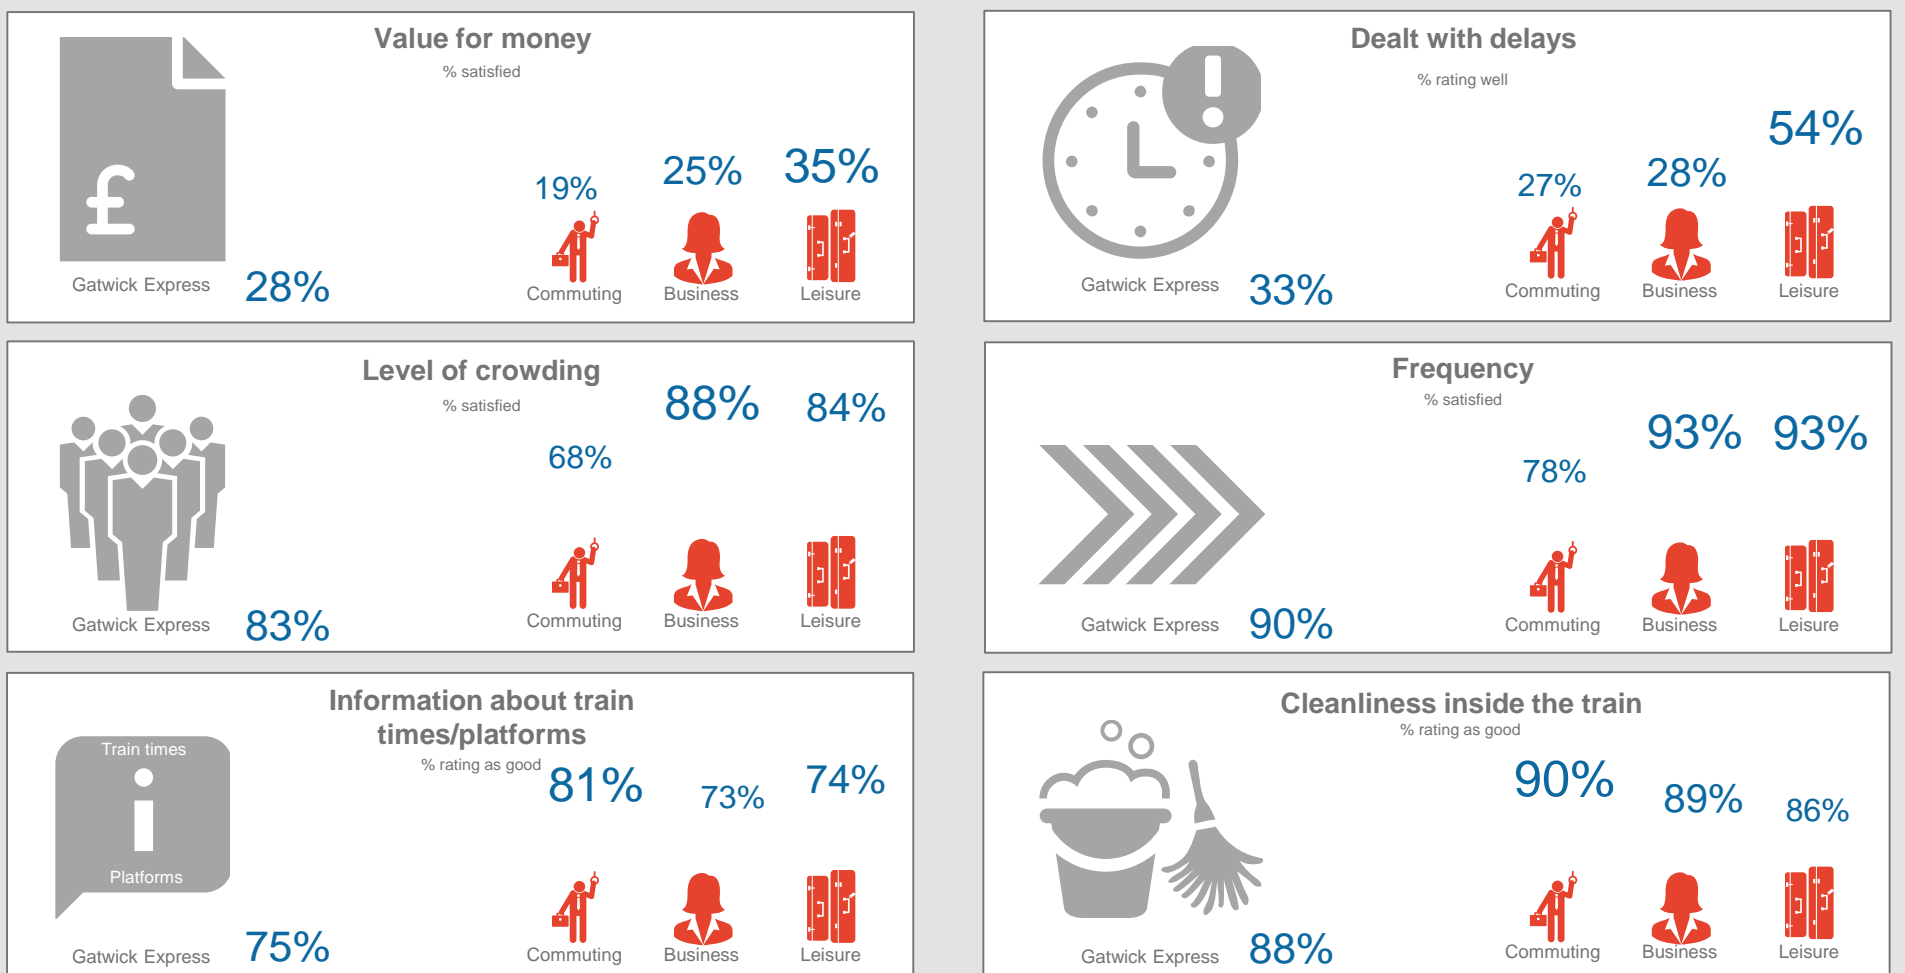 Value for money
% satisfied
19%
25%
35%
£
Gatwick Express
28%
Commuting
Business
Leisure
Dealt with delays
% rating well
27%
28%
54%
Gatwick Express
33%
Commuting
Business
Leisure
Level of crowding
% satisfied
68%
88%
84%
Gatwick Express
83%
Commuting
Business
Leisure
Frequency
% satisfied
78%
93%
93%
Gatwick Express
90%
Commuting
Business
Leisure
Information about train
times/platforms
% rating as good
81%
73%
74%
Train times
i
Platforms
Gatwick Express
75%
Commuting
Business
Leisure
Cleanliness inside the train
% rating as good
90%
89%
86%
Gatwick Express
88%
Commuting
Business
Leisure